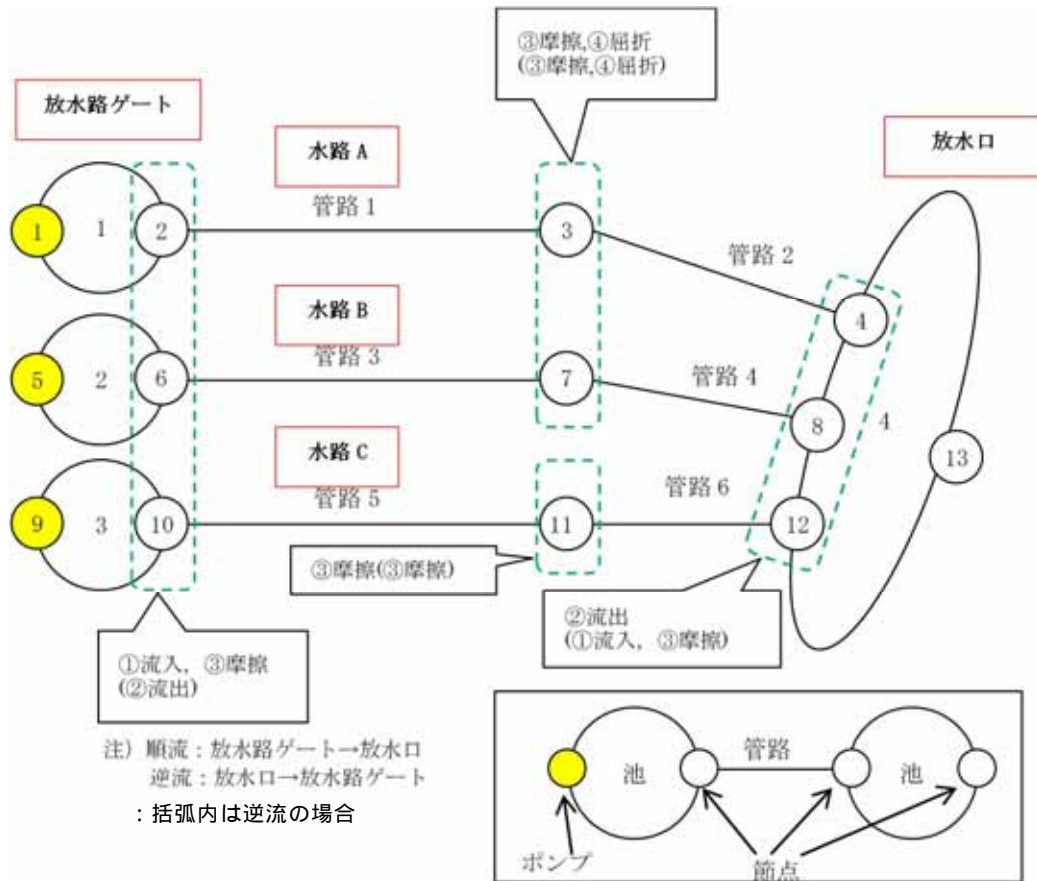 ③摩擦,④屈折
(③摩擦,④屈折)
放水路ゲート
水路 A
放水口
管路 1
1
1
2
3
管路 2
4
水路 B
管路 3
5
2
6
7
管路 4
8
4
13
水路 C
管路 5
9
3
10
11
管路 6
12
③摩擦(③摩擦)
②流出
(①流入，③摩擦)
①流入，③摩擦
(②流出)
注）順流：放水路ゲート→放水口
逆流：放水口→放水路ゲート
：括弧内は逆流の場合
池
管路
池
ポンプ
節点